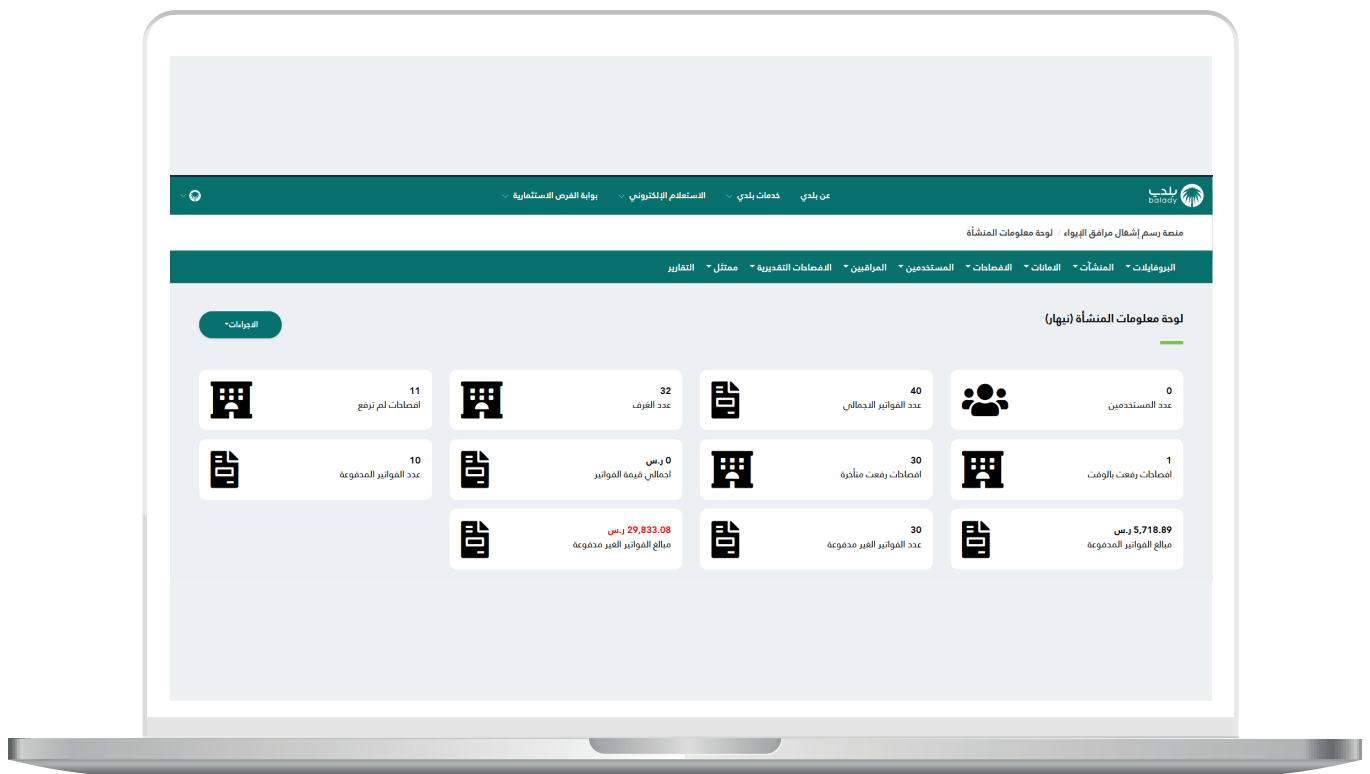 بلدي
balady
عن بلدي خدمات بلدي الاستعلام الإلكتروني بوابة الفرص الاستثمارية
منصة رسم إشغال مرافق الإيواء / لوحة معلومات المنشأة
البروفايلات المنشآت الامانات الافصاحات المستخدمين المراقبين الافصاحات التقديرية ممتثل التقارير
لوحة معلومات المنشأة (نيهار)
الاجراءات
0
عدد المستخدمين
40
عدد الفواتير الاجمالي
32
عدد الغرف
11
افصاحات لم ترفع
1
افصاحات رفعت بالوقت
30
افصاحات رفعت متأخرة
0 ر.س
اجمالي قيمة الفواتير
10
عدد الفواتير المدفوعة
5,718.89 ر.س
مبالغ الفواتير المدفوعة
30
عدد الفواتير الغير مدفوعة
29,833.08 ر.س
مبالغ الفواتير الغير مدفوعة